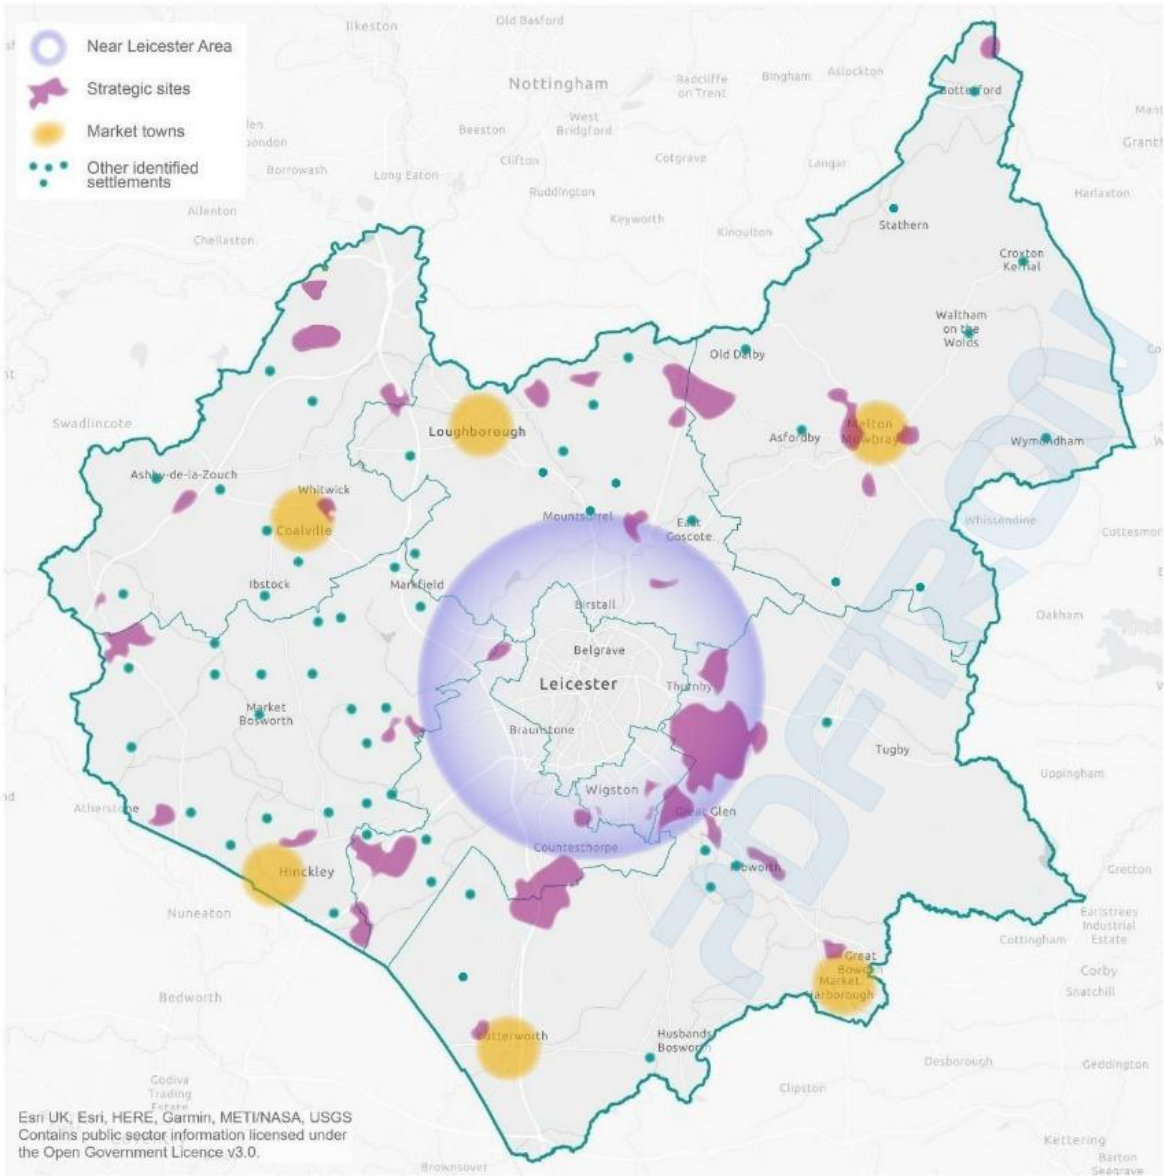 Near Leicester Area
Strategic sites
Market towns
Other identified
settlements
Ilkeston
Old Basford
Nottingham
Radcliffe
on Trent
Bingham
Aslockton
Bottesford
Beeston
West
Bridgford
Borrowash
Long Eaton
Clifton
Cotgrave
Langar
Harlaxton
Ruddington
Allenton
Keyworth
Kinoulton
Chellaston
Stathern
Croxton
Kerrial
Waltham
on the
Wolds
Old Dalby
Swadlincote
Loughborough
Asfordby
Melton
Mowbray
Wymondham
Ashby-de-la-Zouch
Whitwick
Coalville
Mountsorrel
East
Goscote
Whissendine
Ibstock
Markfield
Birstall
Oakham
Belgrave
Leicester
Thurnby
Market
Bosworth
Braunstone
Tugby
Uppingham
Wigston
Atherstone
Great Glen
Countesthorpe
Hinckley
Kibworth
Gretton
Nuneaton
Earlstrees
Industrial
Estate
Cottingham
Great
Bowden
Market
Harborough
Corby
Snatchill
Bedworth
Lutterworth
Husbands
Bosworth
Desborough
Geddington
Godiva
Trading
Estate
Clipston
Esri UK, Esri, HERE, Garmin, METI/NASA, USGS
Contains public sector information licensed under
the Open Government Licence v3.0.
Kettering
Barton
Seagrave
Brownsover
PDFTRON